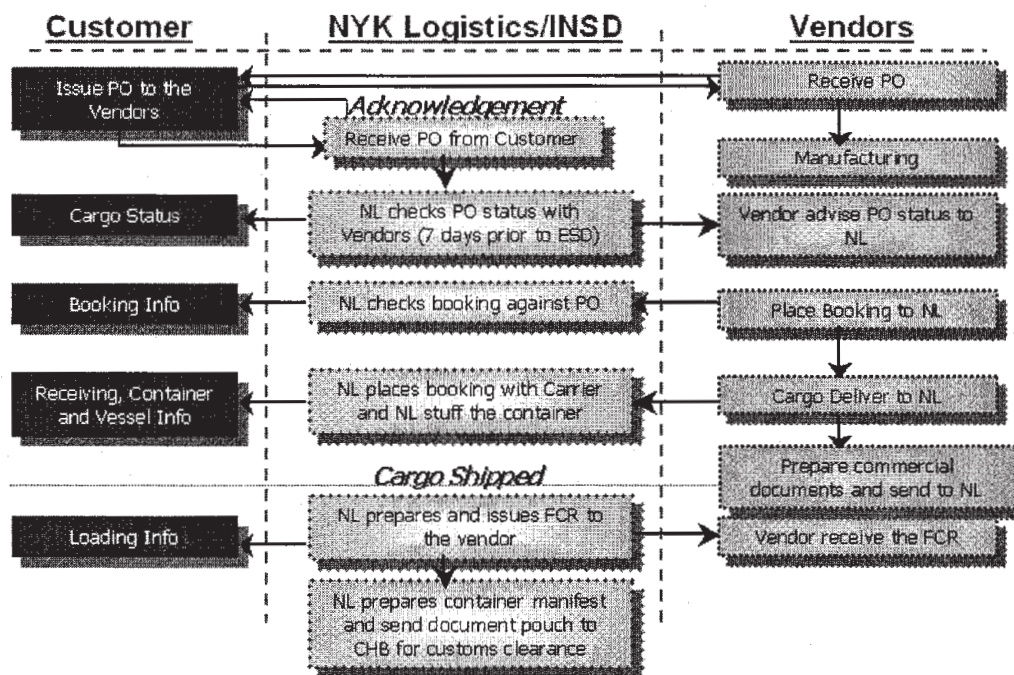 Customer
NYK Logistics/INSD
Vendors
Issue PO to the
Vendors
Receive PO
Acknowledgement
Receive PO from Customer
Manufacturing
Cargo Status
NL checks PO status with
Vendors (7 days prior to ESD)
Vendor advise PO status to
NL
Booking Info
NL checks booking against PO
Place Booking to NL
Receiving, Container
and Vessel Info
NL places booking with Carrier
and NL stuff the container
Cargo Deliver to NL
Cargo Shipped
Prepare commercial
documents and send to NL
Loading Info
NL prepares and issues FCR to
the vendor
Vendor receive the FCR
NL prepares container manifest
and send document pouch to
CHB for customs clearance